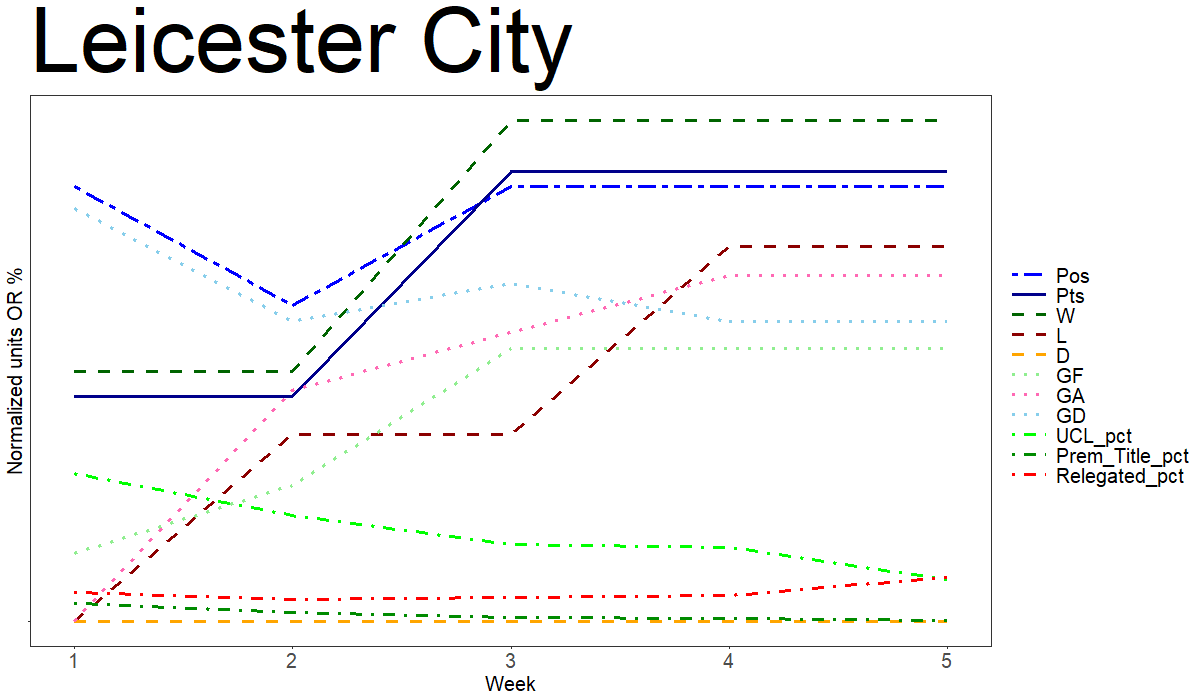 Leicester City
Normalized units OR %
Pos
Pts
W
L
D
GF
GA
GD
UCL_pct
Prem_Title_pct
Relegated_pct
1 2 3 4 5
Week